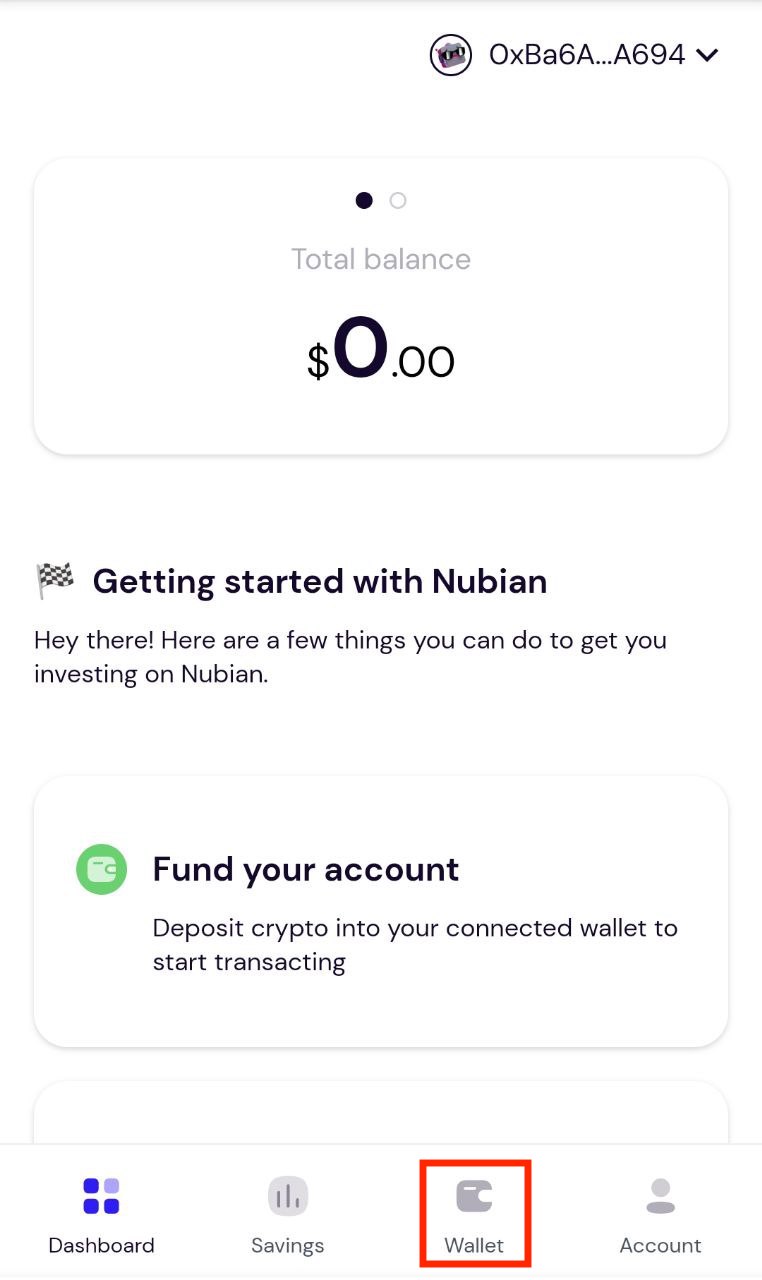 0xBa6A...A694
Total balance
$0.00
Getting started with Nubian
Hey there! Here are a few things you can do to get you
investing on Nubian.
Fund your account
Deposit crypto into your connected wallet to
start transacting
Dashboard Savings Wallet Account